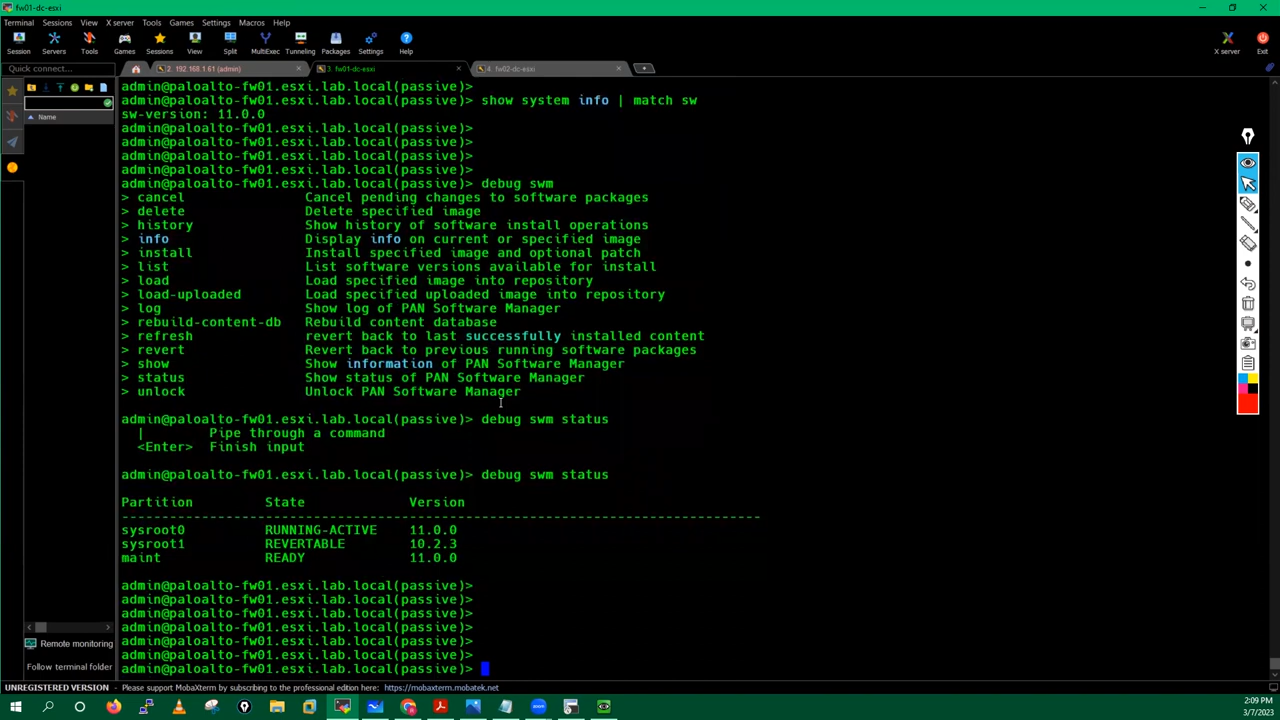 fw01-dc-esxi
Terminal Sessions View X server Tools Games Settings Macros Help
Session Servers Tools Games Sessions View Split MultiExec Tunneling Packages Settings Help X server Exit
Quick connect... 2. 192.168.1.61 (admin) 3. fw01-dc-esxi 4. fw02-dc-esxi
Name
admin@paloalto-fw01.esxi.lab.local(passive)>
admin@paloalto-fw01.esxi.lab.local(passive)> show system info | match sw
sw-version: 11.0.0
admin@paloalto-fw01.esxi.lab.local(passive)>
admin@paloalto-fw01.esxi.lab.local(passive)>
admin@paloalto-fw01.esxi.lab.local(passive)>
admin@paloalto-fw01.esxi.lab.local(passive)>
admin@paloalto-fw01.esxi.lab.local(passive)> debug swm
> cancel Cancel pending changes to software packages
> delete Delete specified image
> history Show history of software install operations
> info Display info on current or specified image
> install Install specified image and optional patch
> list List software versions available for install
> load Load specified image into repository
> load-uploaded Load specified uploaded image into repository
> log Show log of PAN Software Manager
> rebuild-content-db Rebuild content database
> refresh revert back to last successfully installed content
> revert Revert back to previous running software packages
> show Show information of PAN Software Manager
> status Show status of PAN Software Manager
> unlock Unlock PAN Software Manager
admin@paloalto-fw01.esxi.lab.local(passive)> debug swm status
| Pipe through a command
<Enter> Finish input
admin@paloalto-fw01.esxi.lab.local(passive)> debug swm status
Partition State Version
--------------------------------------------------------------------------------
sysroot0 RUNNING-ACTIVE 11.0.0
sysroot1 REVERTABLE 10.2.3
maint READY 11.0.0
admin@paloalto-fw01.esxi.lab.local(passive)>
admin@paloalto-fw01.esxi.lab.local(passive)>
admin@paloalto-fw01.esxi.lab.local(passive)>
admin@paloalto-fw01.esxi.lab.local(passive)>
admin@paloalto-fw01.esxi.lab.local(passive)>
admin@paloalto-fw01.esxi.lab.local(passive)>
admin@paloalto-fw01.esxi.lab.local(passive)>
Remote monitoring
Follow terminal folder
UNREGISTERED VERSION - Please support MobaXterm by subscribing to the professional edition here: https://mobaxterm.mobatek.net
zoom
2:09 PM
3/7/2023